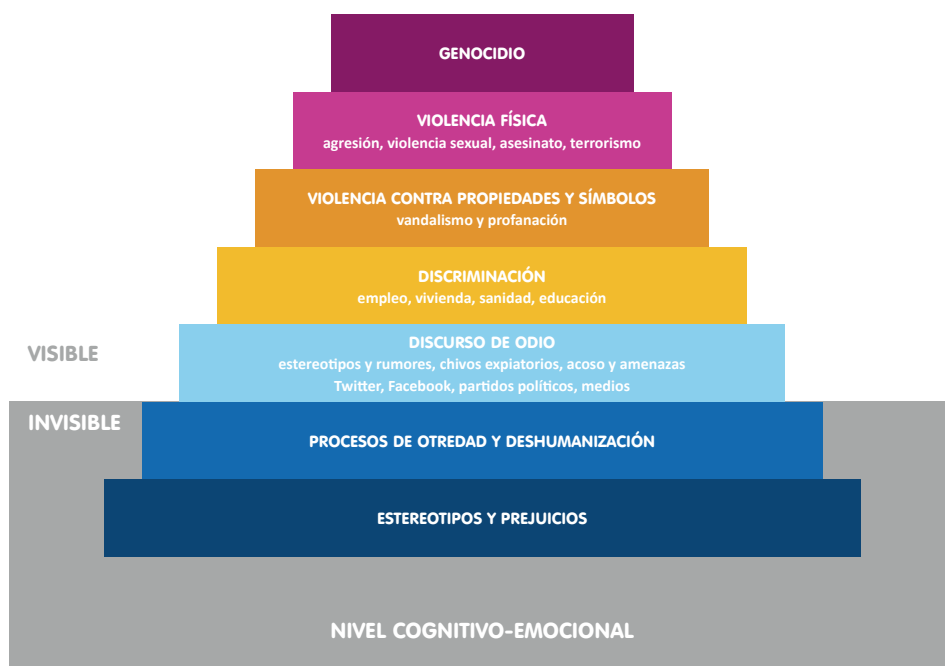 GENOCIDIO
VIOLENCIA FÍSICA
agresión, violencia sexual, asesinato, terrorismo
VIOLENCIA CONTRA PROPIEDADES Y SÍMBOLOS
vandalismo y profanación
DISCRIMINACIÓN
empleo, vivienda, sanidad, educación
VISIBLE
DISCURSO DE ODIO
estereotipos y rumores, chivos expiatorios, acoso y amenazas
Twitter, Facebook, partidos políticos, medios
INVISIBLE
PROCESOS DE OTREDAD Y DESHUMANIZACIÓN
ESTEREOTIPOS Y PREJUICIOS
NIVEL COGNITIVO-EMOCIONAL